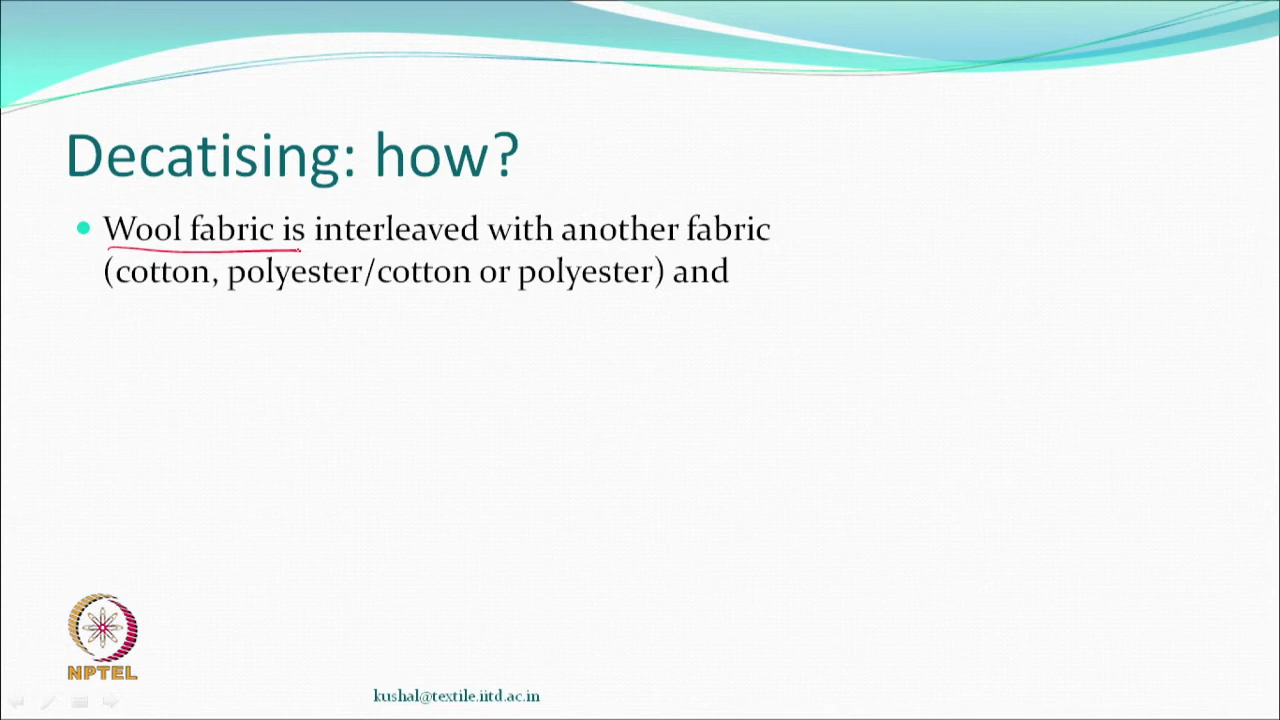 Decatising: how?
Wool fabric is interleaved with another fabric
(cotton, polyester/cotton or polyester) and
NPTEL
kushal@textile.iitd.ac.in